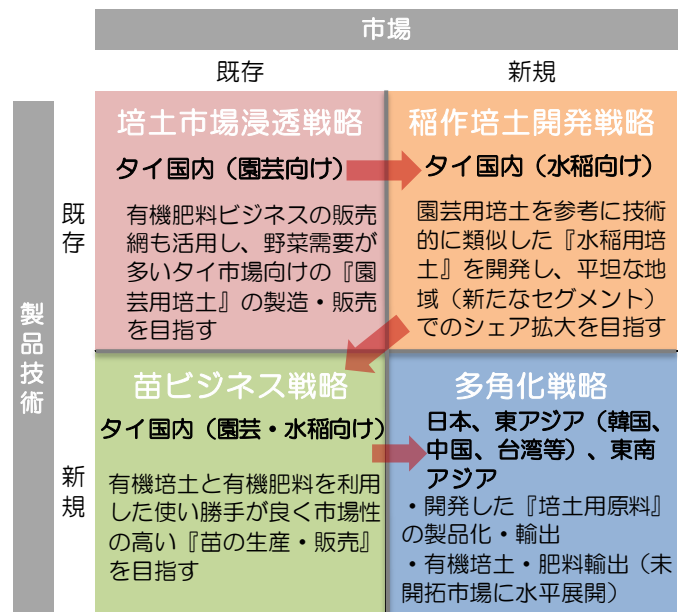 市場
既存
新規
製品技術
既存
培土市場浸透戦略
タイ国内（園芸向け）
有機肥料ビジネスの販売
網も活用し、野菜需要が
多いタイ市場向けの『園
芸用培土』の製造・販売
を目指す
稲作培土開発戦略
タイ国内（水稲向け）
園芸用培土を参考に技術
的に類似した『水稲用培
土』を開発し、平坦な地
域（新たなセグメント）
でのシェア拡大を目指す
新規
苗ビジネス戦略
タイ国内（園芸・水稲向け）
有機培土と有機肥料を利用
した使い勝手が良く市場性
の高い『苗の生産・販売』
を目指す
多角化戦略
日本、東アジア（韓国、
中国、台湾等）、東南
アジア
・開発した『培土用原料』
の製品化・輸出
・有機培土・肥料輸出（未
開拓市場に水平展開）